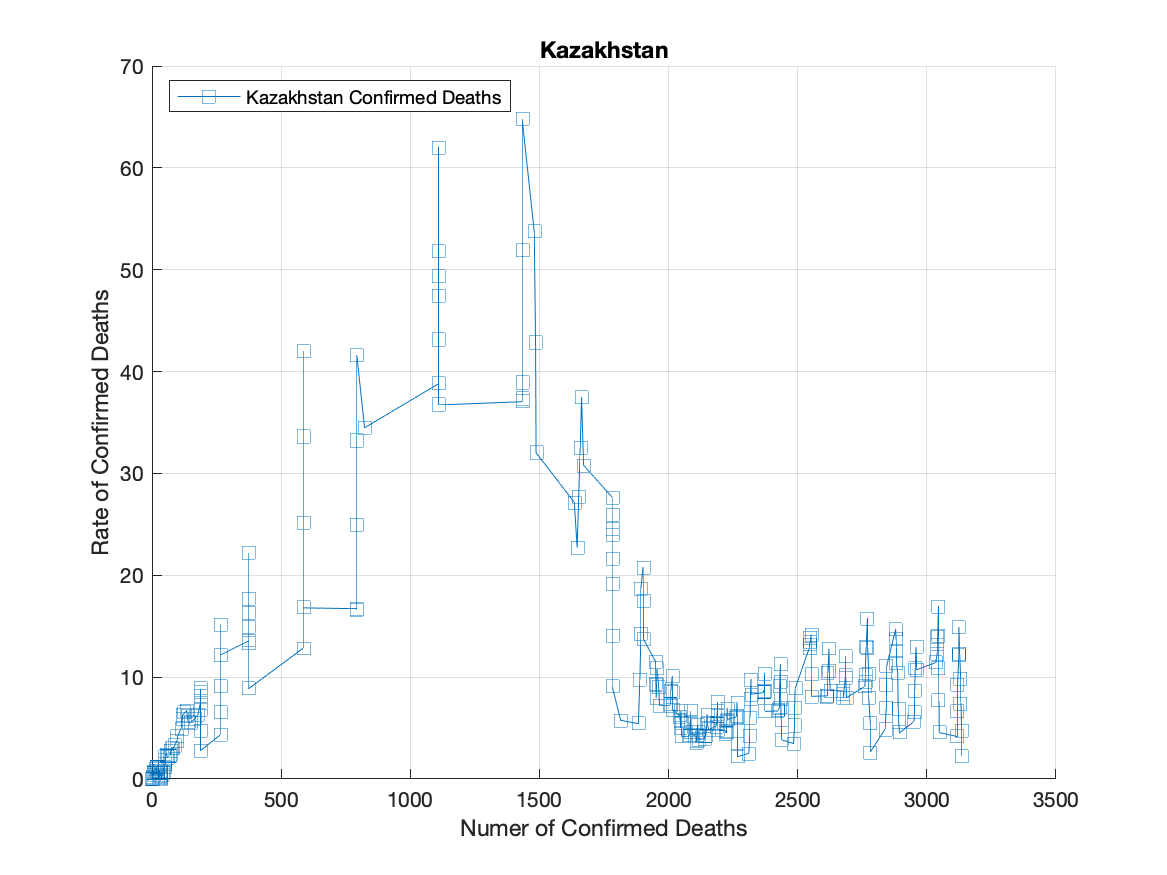 Kazakhstan
Kazakhstan Confirmed Deaths
70
60
50
40
30
20
10
0
Rate of Confirmed Deaths
0 500 1000 1500 2000 2500 3000 3500
Numer of Confirmed Deaths